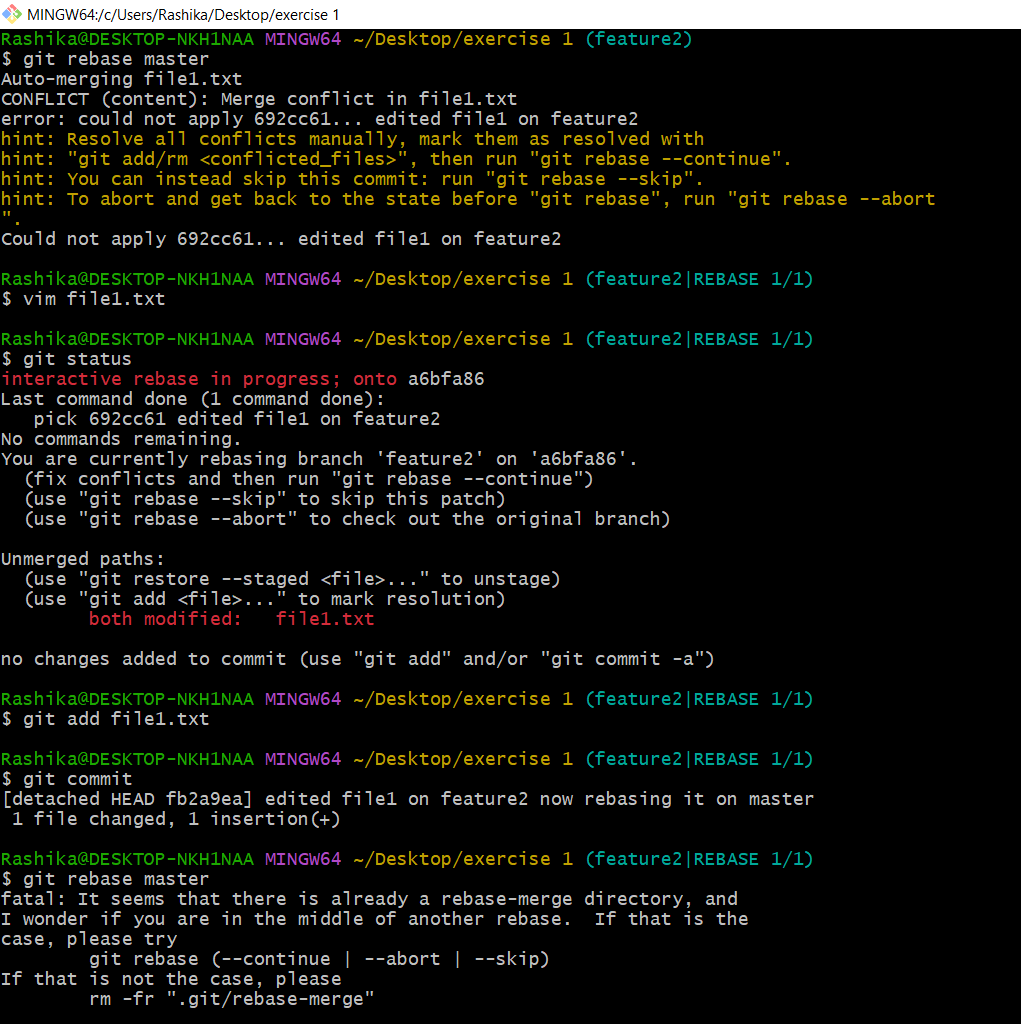 MINGW64:/c/Users/Rashika/Desktop/exercise 1
Rashika@DESKTOP-NKH1NAA MINGW64 ~/Desktop/exercise 1 (feature2)
$ git rebase master
Auto-merging file1.txt
CONFLICT (content): Merge conflict in file1.txt
error: could not apply 692cc61... edited file1 on feature2
hint: Resolve all conflicts manually, mark them as resolved with
hint: "git add/rm <conflicted_files>", then run "git rebase --continue".
hint: You can instead skip this commit: run "git rebase --skip".
hint: To abort and get back to the state before "git rebase", run "git rebase --abort
".
Could not apply 692cc61... edited file1 on feature2
Rashika@DESKTOP-NKH1NAA MINGW64 ~/Desktop/exercise 1 (feature2|REBASE 1/1)
$ vim file1.txt
Rashika@DESKTOP-NKH1NAA MINGW64 ~/Desktop/exercise 1 (feature2|REBASE 1/1)
$ git status
interactive rebase in progress; onto a6bfa86
Last command done (1 command done):
   pick 692cc61 edited file1 on feature2
No commands remaining.
You are currently rebasing branch 'feature2' on 'a6bfa86'.
  (fix conflicts and then run "git rebase --continue")
  (use "git rebase --skip" to skip this patch)
  (use "git rebase --abort" to check out the original branch)
Unmerged paths:
  (use "git restore --staged <file>..." to unstage)
  (use "git add <file>..." to mark resolution)
        both modified:   file1.txt
no changes added to commit (use "git add" and/or "git commit -a")
Rashika@DESKTOP-NKH1NAA MINGW64 ~/Desktop/exercise 1 (feature2|REBASE 1/1)
$ git add file1.txt
Rashika@DESKTOP-NKH1NAA MINGW64 ~/Desktop/exercise 1 (feature2|REBASE 1/1)
$ git commit
[detached HEAD fb2a9ea] edited file1 on feature2 now rebasing it on master
 1 file changed, 1 insertion(+)
Rashika@DESKTOP-NKH1NAA MINGW64 ~/Desktop/exercise 1 (feature2|REBASE 1/1)
$ git rebase master
fatal: It seems that there is already a rebase-merge directory, and
I wonder if you are in the middle of another rebase.  If that is the
case, please try
        git rebase (--continue | --abort | --skip)
If that is not the case, please
        rm -fr ".git/rebase-merge"